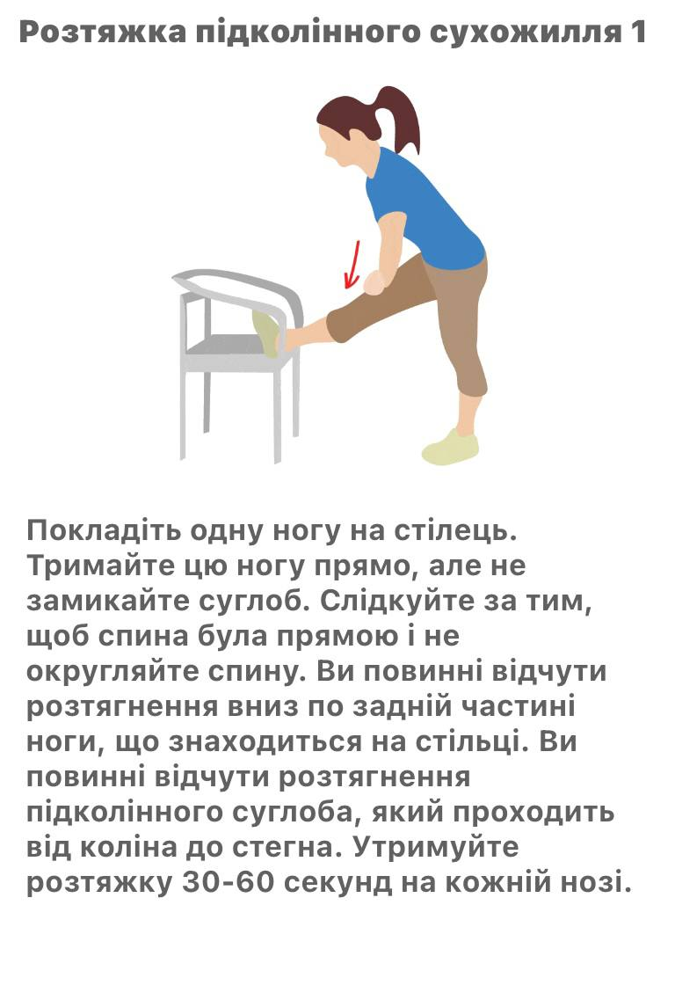 Розтяжка підколінного сухожилля 1
Покладіть одну ногу на стілець.
Тримайте цю ногу прямо, але не
замикайте суглоб. Слідкуйте за тим,
щоб спина була прямою і не
округляйте спину. Ви повинні відчути
розтягнення вниз по задній частині
ноги, що знаходиться на стільці. Ви
повинні відчути розтягнення
підколінного суглоба, який проходить
від коліна до стегна. Утримуйте
розтяжку 30-60 секунд на кожній нозі.